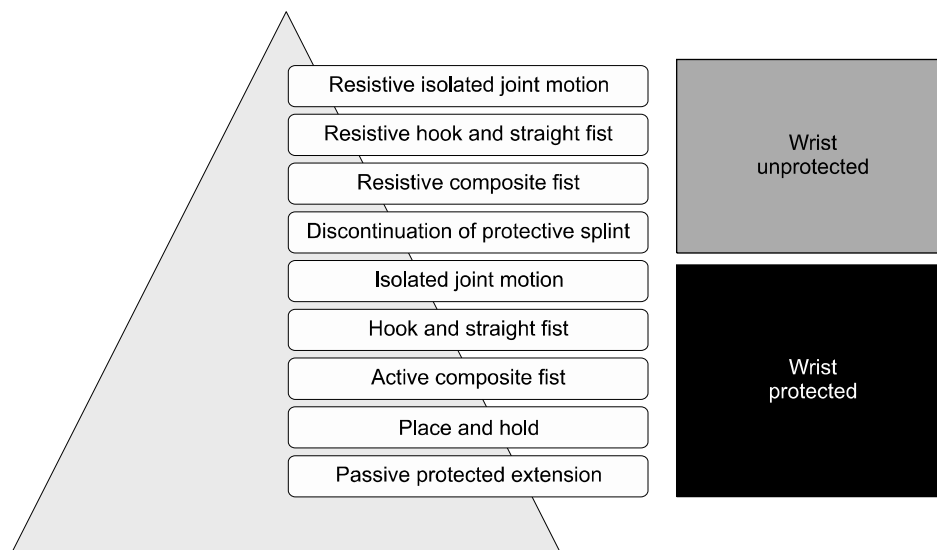 Resistive isolated joint motion
Resistive hook and straight fist
Resistive composite fist
Discontinuation of protective splint
Isolated joint motion
Hook and straight fist
Active composite fist
Place and hold
Passive protected extension
Wrist
unprotected
Wrist
protected